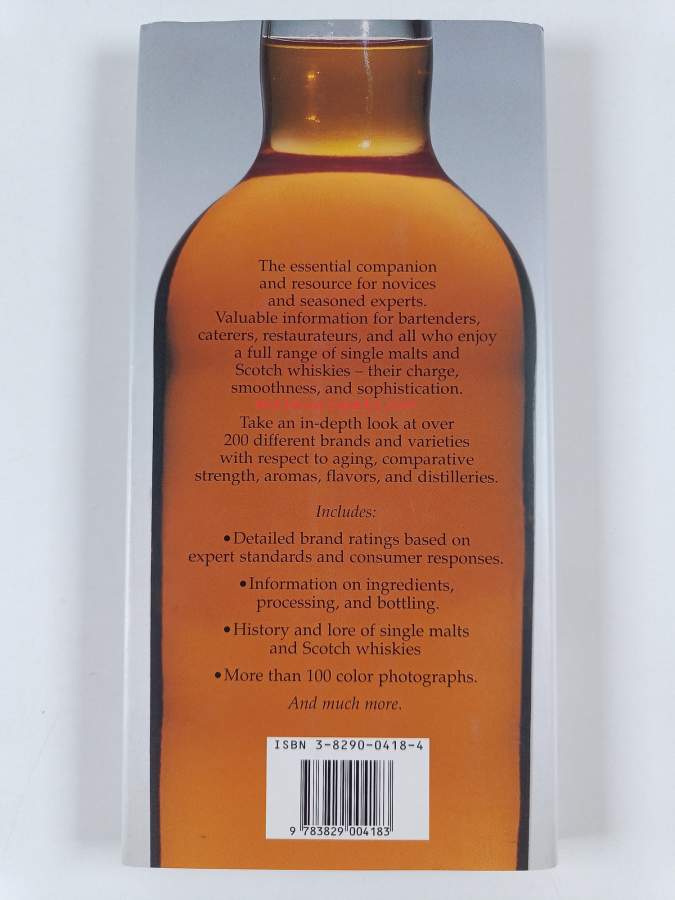 The essential companion
and resource for novices
and seasoned experts.
Valuable information for bartenders,
caterers, restaurateurs, and all who enjoy
a full range of single malts and
Scotch whiskies – their charge,
smoothness, and sophistication.
Take an in-depth look at over
200 different brands and varieties
with respect to aging, comparative
strength, aromas, flavors, and distilleries.
Includes:
•Detailed brand ratings based on
expert standards and consumer responses.
•Information on ingredients,
processing, and bottling.
•History and lore of single malts
and Scotch whiskies
•More than 100 color photographs.
And much more.
ISBN 3-8290-0418-4
9 783829 004183